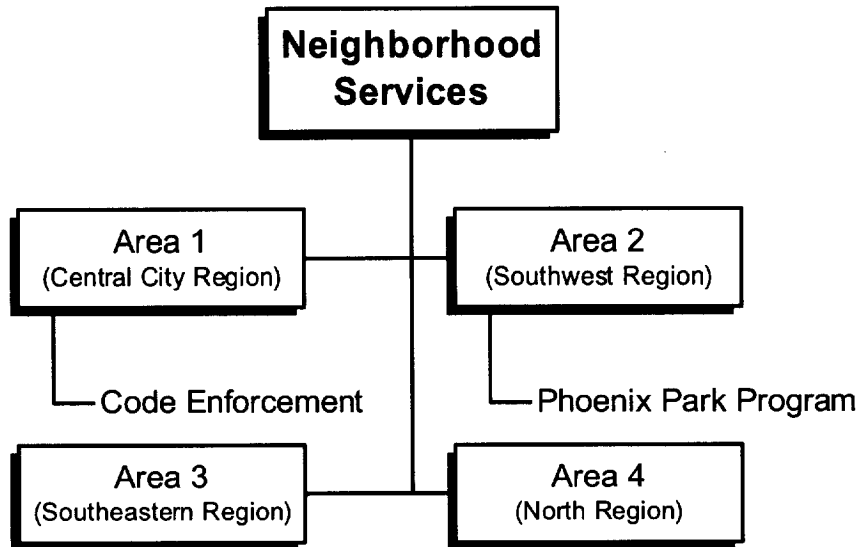 Neighborhood
Services
Area 1
(Central City Region)
Area 2
(Southwest Region)
Code Enforcement
Phoenix Park Program
Area 3
(Southeastern Region)
Area 4
(North Region)